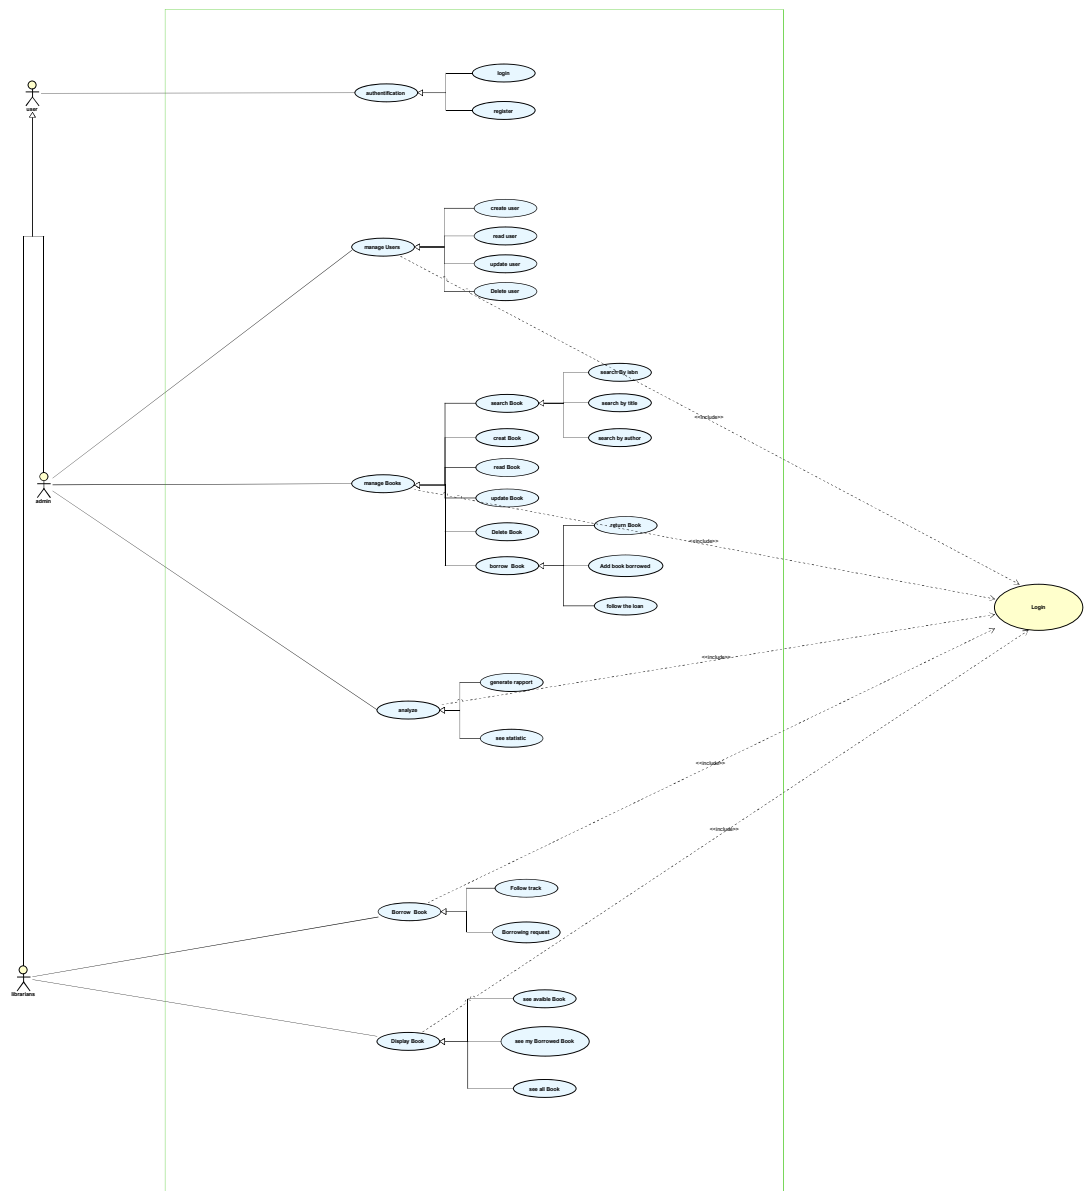 login
authentification
user
register
create user
read user
manage Users
update user
Delete user
search By isbn
search Book
search by title
<<include>>
creat Book
search by author
read Book
manage Books
admin
update Book
return Book
Delete Book
<<include>>
borrow Book
Add book borrowed
follow the loan
Login
<<include>>
generate rapport
analyze
see statistic
<<include>>
<<include>>
Follow track
Borrow Book
Borrowing request
librarians
see avaible Book
Display Book
see my Borrowed Book
see all Book